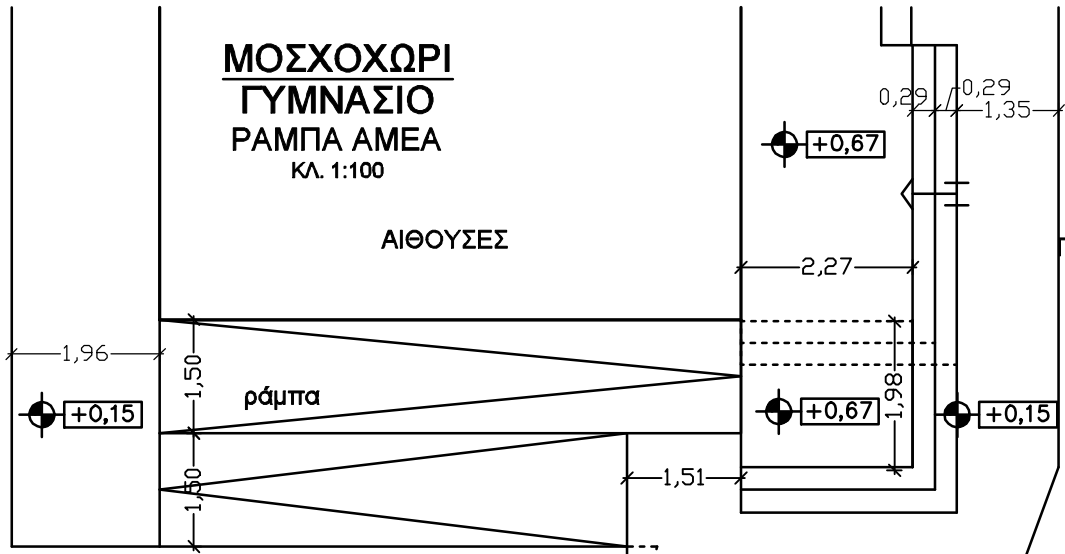 ΜΟΣΧΟΧΩΡΙ
ΓΥΜΝΑΣΙΟ
ΡΑΜΠΑ ΑΜΕΑ
ΚΛ. 1:100
ΑΙΘΟΥΣΕΣ
0,29
0,29
1,35
+0,67
2,27
1,96
1,50
ράμπα
+0,15
+0,67
1,98
+0,15
1,50
1,51